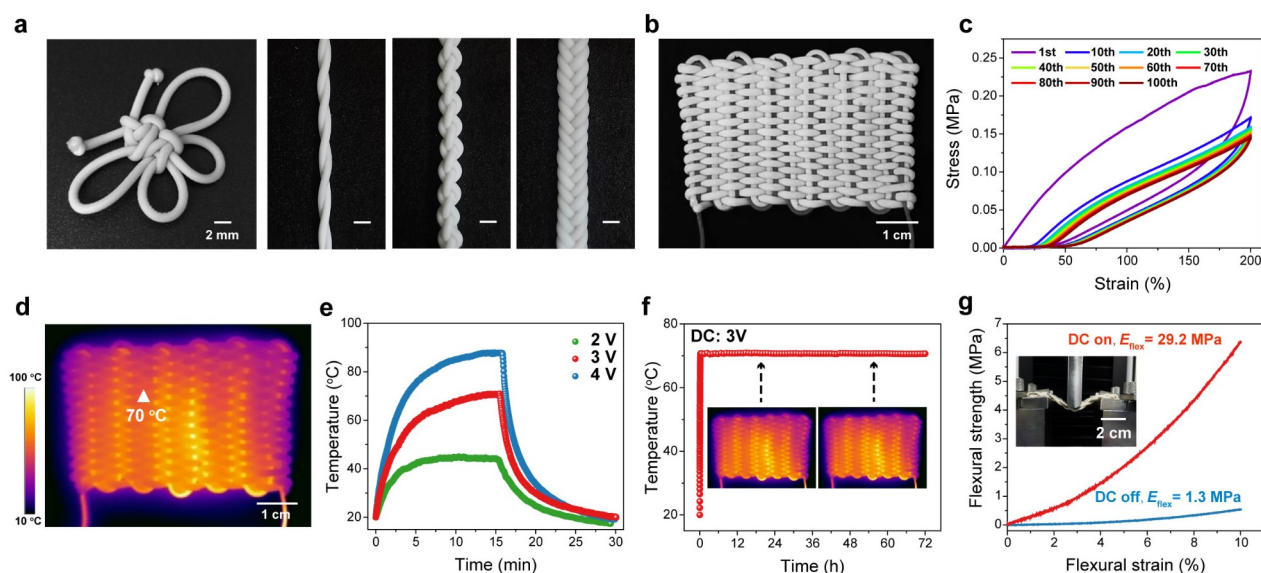 a
2 mm
b
1 cm
c
1st 10th 20th 30th
40th 50th 60th 70th
80th 90th 100th
Stress (MPa)
0.25
0.20
0.15
0.10
0.05
0.00
0 50 100 150 200
Strain (%)
d
100 °C
10 °C
70 °C
1 cm
e
2 V
3 V
4 V
Temperature (°C)
100
80
60
40
20
0 5 10 15 20 25 30
Time (min)
f
DC: 3V
Temperature (°C)
80
60
40
20
0 12 24 36 48 60 72
Time (h)
g
DC on, Eflex= 29.2 MPa
2 cm
DC off, Eflex= 1.3 MPa
Flexural strength (MPa)
7
6
5
4
3
2
1
0
0 2 4 6 8 10
Flexural strain (%)